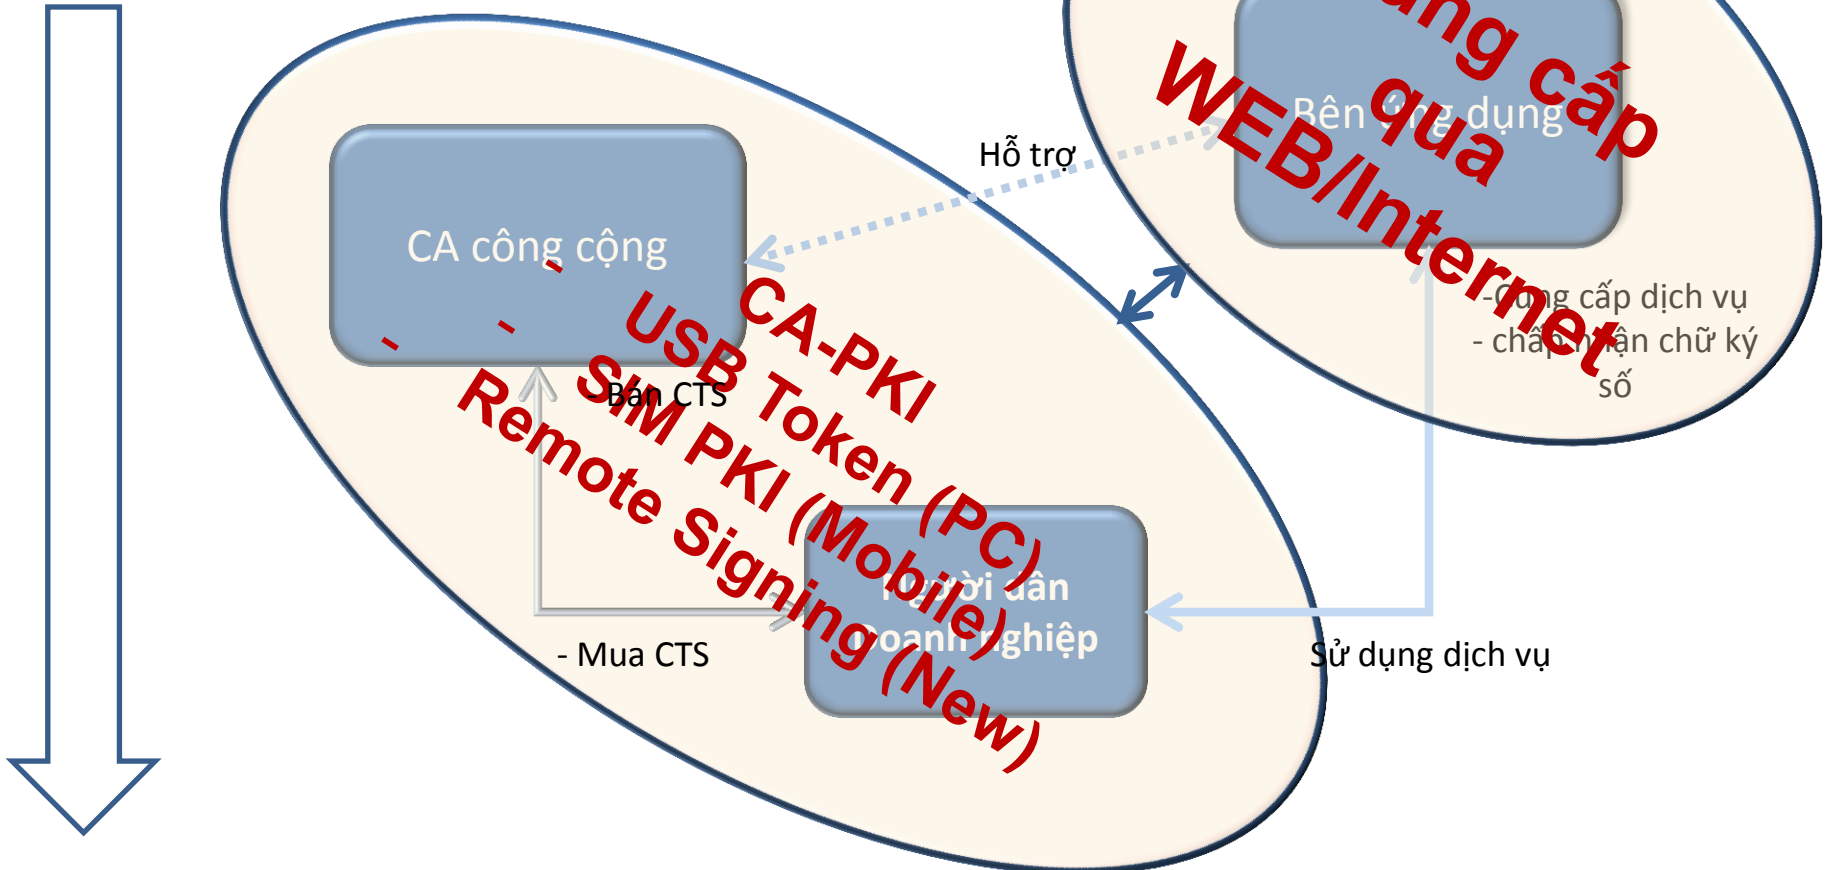 ung cấp
qua
WEB/Internet
Bên ứng dụng
Hỗ trợ
CA công cộng
-Cung cấp dịch vụ
- chấp nhận chữ ký
số
CA-PKI
- USB Token (PC)
- SIM PKI (Mobile)
- Remote Signing (New)
- Bán CTS
Người dân
Doanh nghiệp
- Mua CTS
Sử dụng dịch vụ